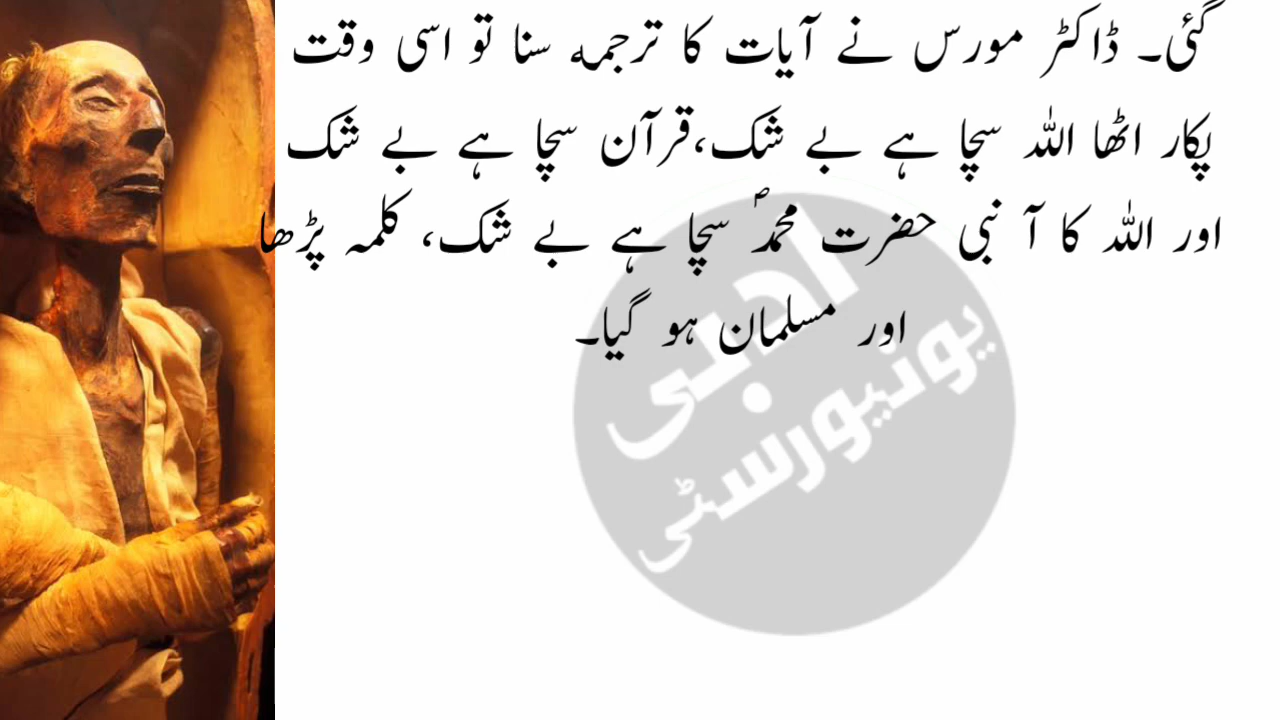 گئی۔ ڈاکٹر مورس نے آیات کا ترجمہ سنا تو اسی وقت
پکار اٹھا اللہ سچا ہے بے شک،قرآن سچا ہے بے شک
اور اللہ کا آ نبی حضرت محمدؐ سچا ہے بے شک، کلمہ پڑھا
اور مسلمان ہو گیا۔
ادبی
یونیورسٹی